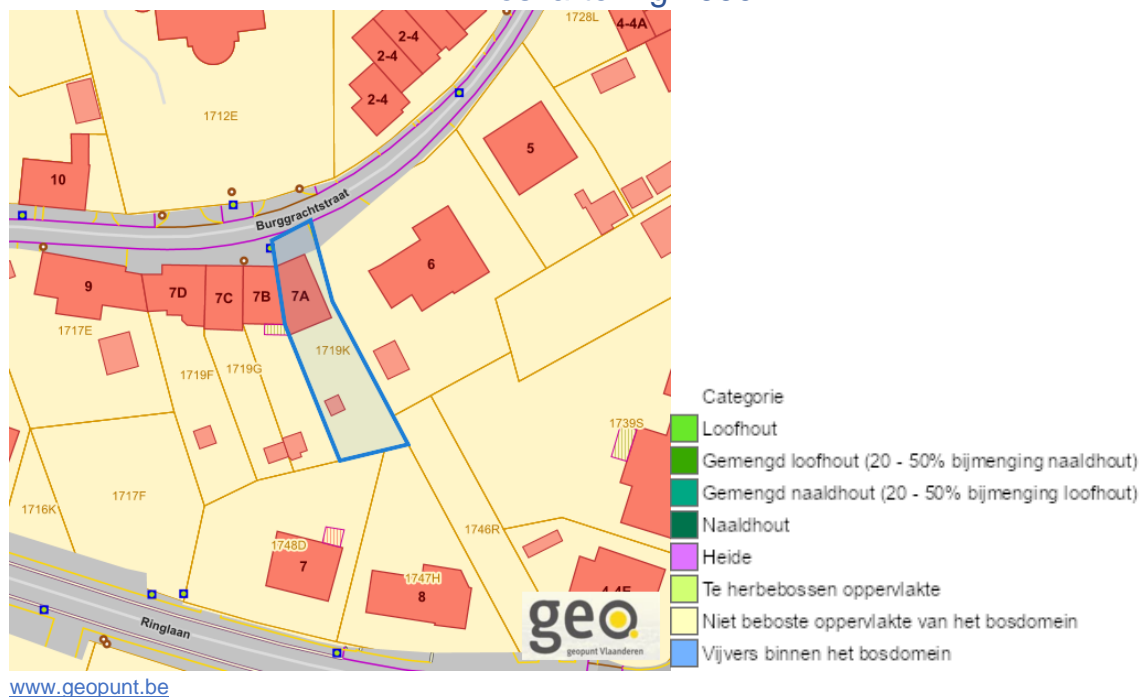 1728L
4-4A
2-4
2-4
2-4
1712E
5
10
Burggrachtstraat
6
9
7D
7C
7B
7A
1717E
1719K
1719F
1719G
Categorie
Loofhout
1739S
Gemengd loofhout (20 - 50% bijmenging naaldhout)
1717F
Gemengd naaldhout (20 - 50% bijmenging loofhout)
1716K
Naaldhout
1746R
1748D
Heide
7
1747H
8
Te herbebossen oppervlakte
Niet beboste oppervlakte van het bosdomein
Ringlaan
geo
geopunt Vlaanderen
Vijvers binnen het bosdomein
www.geopunt.be